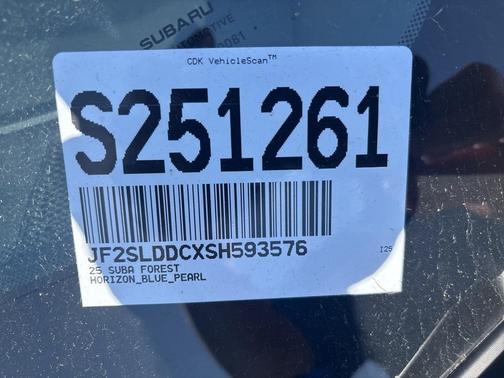 SUBARU
CDK VehicleScan™
S251261
JF2SLDDCXSH593576
I25
25 SUBA FOREST
HORIZON_BLUE_PEARL